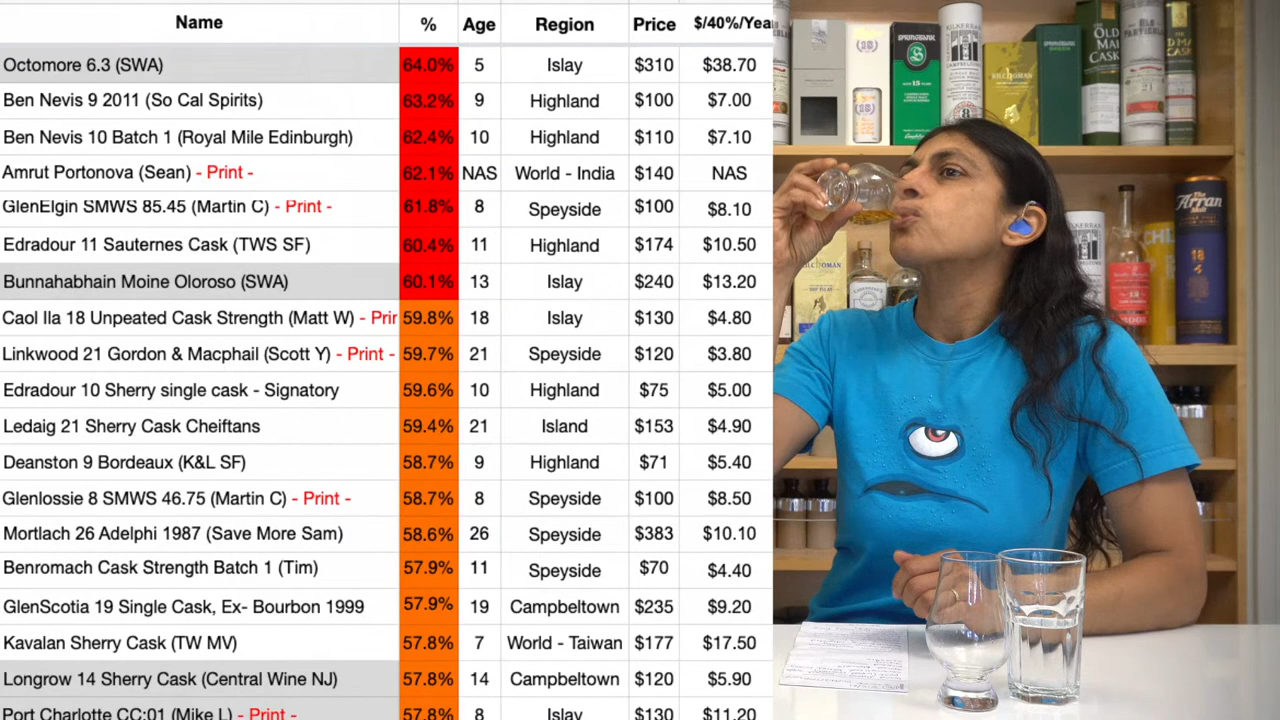 Name % Age Region Price $/40%/Yea
Octomore 6.3 (SWA) 64.0% 5 Islay $310 $38.70
Ben Nevis 9 2011 (So Cal Spirits) 63.2% 9 Highland $100 $7.00
Ben Nevis 10 Batch 1 (Royal Mile Edinburgh) 62.4% 10 Highland $110 $7.10
Amrut Portonova (Sean) - Print - 62.1% NAS World - India $140 NAS
GlenElgin SMWS 85.45 (Martin C) - Print - 61.8% 8 Speyside $100 $8.10
Edradour 11 Sauternes Cask (TWS SF) 60.4% 11 Highland $174 $10.50
Bunnahabhain Moine Oloroso (SWA) 60.1% 13 Islay $240 $13.20
Caol Ila 18 Unpeated Cask Strength (Matt W) - Prin 59.8% 18 Islay $130 $4.80
Linkwood 21 Gordon & Macphail (Scott Y) - Print - 59.7% 21 Speyside $120 $3.80
Edradour 10 Sherry single cask - Signatory 59.6% 10 Highland $75 $5.00
Ledaig 21 Sherry Cask Cheiftans 59.4% 21 Island $153 $4.90
Deanston 9 Bordeaux (K&L SF) 58.7% 9 Highland $71 $5.40
Glenlossie 8 SMWS 46.75 (Martin C) - Print - 58.7% 8 Speyside $100 $8.50
Mortlach 26 Adelphi 1987 (Save More Sam) 58.6% 26 Speyside $383 $10.10
Benromach Cask Strength Batch 1 (Tim) 57.9% 11 Speyside $70 $4.40
GlenScotia 19 Single Cask, Ex- Bourbon 1999 57.9% 19 Campbeltown $235 $9.20
Kavalan Sherry Cask (TW MV) 57.8% 7 World - Taiwan $177 $17.50
Longrow 14 Sherry Cask (Central Wine NJ) 57.8% 14 Campbeltown $120 $5.90
Port Charlotte CC:01 (Mike L) - Print - 57.8% 8 Islay $130 $11.20
SPRINGBANK
KILKERRAN
OLD
MALT
CASK
The
Arran
Malt
18